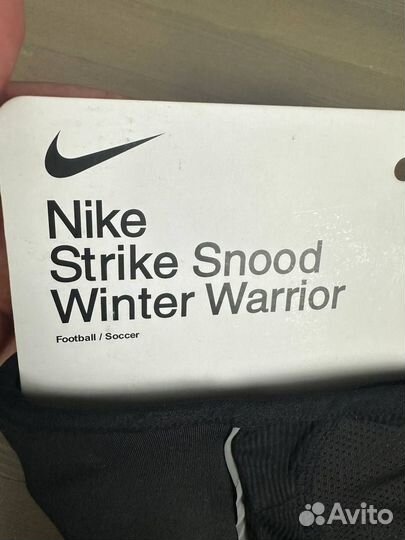 Nike
Strike Snood
Winter Warrior
Football / Soccer
Avito